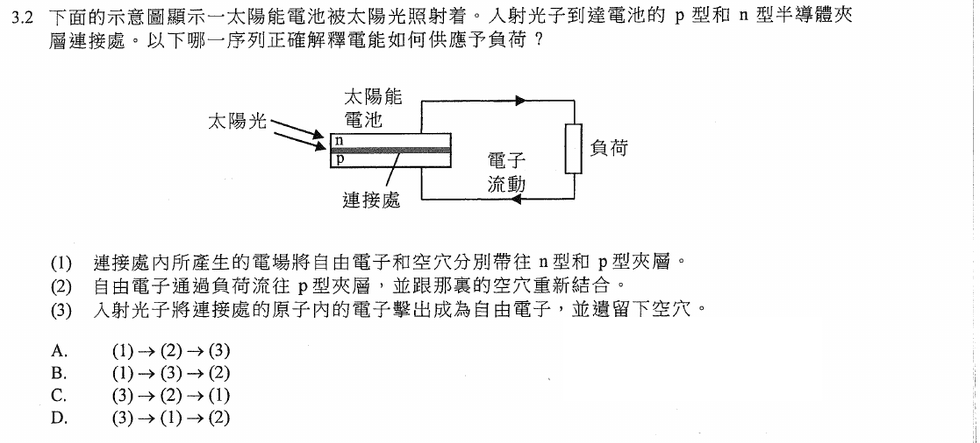 3.2 下面的示意圖顯示一太陽能電池被太陽光照射着。入射光子到達電池的 p 型和 n 型半導體夾
層連接處。以下哪一序列正確解釋電能如何供應予負荷?
太陽能
電池
太陽光
n
p
負荷
電子
流動
連接處
(1) 連接處內所產生的電場將自由電子和空穴分別帶往 n 型和 p 型夾層。
(2) 自由電子通過負荷流往 p 型夾層,並跟那裏的空穴重新結合。
(3) 入射光子將連接處的原子內的電子擊出成為自由電子,並遺留下空穴。
A. (1) → (2) → (3)
B. (1) → (3) → (2)
C. (3) → (2) → (1)
D. (3) → (1) → (2)